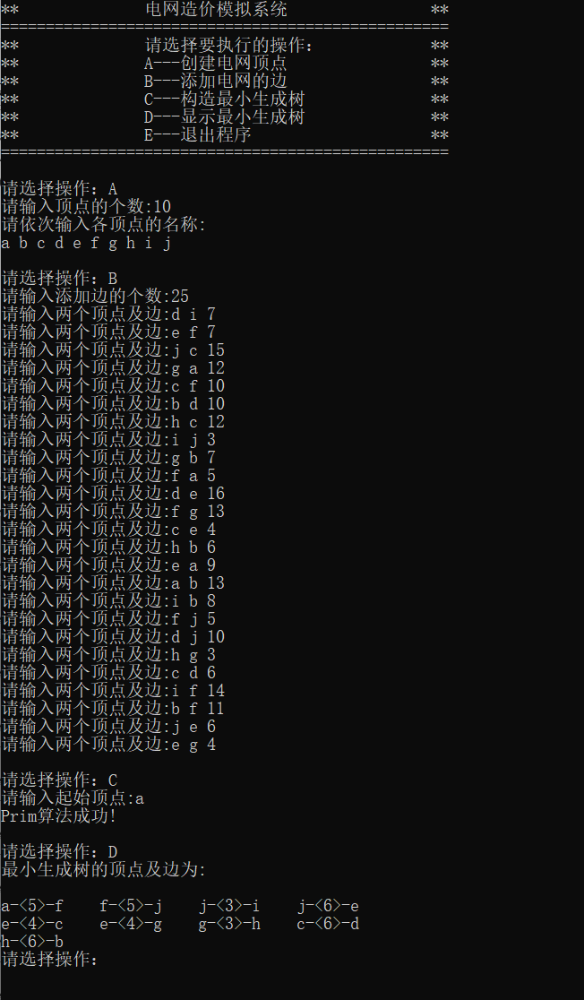 ** 电网造价模拟系统 **
==================================================
** 请选择要执行的操作: **
** A---创建电网顶点 **
** B---添加电网的边 **
** C---构造最小生成树 **
** D---显示最小生成树 **
** E---退出程序 **
==================================================
请选择操作: A
请输入顶点的个数:10
请依次输入各顶点的名称:
a b c d e f g h i j
请选择操作: B
请输入添加边的个数:25
请输入两个顶点及边:d i 7
请输入两个顶点及边:e f 7
请输入两个顶点及边:j c 15
请输入两个顶点及边:g a 12
请输入两个顶点及边:c f 10
请输入两个顶点及边:b d 10
请输入两个顶点及边:h c 12
请输入两个顶点及边:i j 3
请输入两个顶点及边:g b 7
请输入两个顶点及边:f a 5
请输入两个顶点及边:d e 16
请输入两个顶点及边:f g 13
请输入两个顶点及边:c e 4
请输入两个顶点及边:h b 6
请输入两个顶点及边:e a 9
请输入两个顶点及边:a b 13
请输入两个顶点及边:i b 8
请输入两个顶点及边:f j 5
请输入两个顶点及边:d j 10
请输入两个顶点及边:h g 3
请输入两个顶点及边:c d 6
请输入两个顶点及边:i f 14
请输入两个顶点及边:b f 11
请输入两个顶点及边:j e 6
请输入两个顶点及边:e g 4
请选择操作: C
请输入起始顶点:a
Prim算法成功!
请选择操作: D
最小生成树的顶点及边为:
a-<5>-f f-<5>-j j-<3>-i j-<6>-e
e-<4>-c e-<4>-g g-<3>-h c-<6>-d
h-<6>-b
请选择操作: